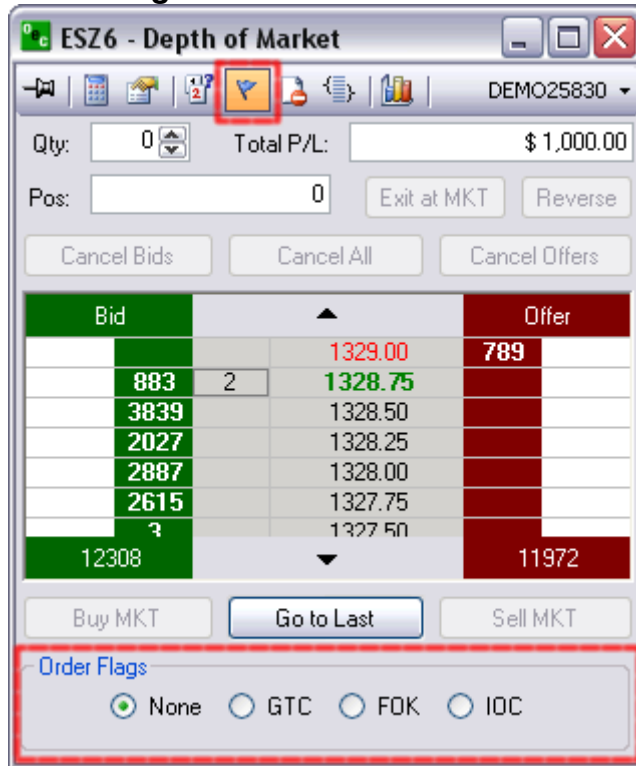 ESZ6 - Depth of Market
DEMO25830
Qty: 0 Total P/L: $ 1,000.00
Pos: 0 Exit at MKT Reverse
Cancel Bids Cancel All Cancel Offers
Bid Offer
1329.00 789
883 2 1328.75
3839 1328.50
2027 1328.25
2887 1328.00
2615 1327.75
3 1327.50
12308 11972
Buy MKT Go to Last Sell MKT
Order Flags
None GTC FOK IOC